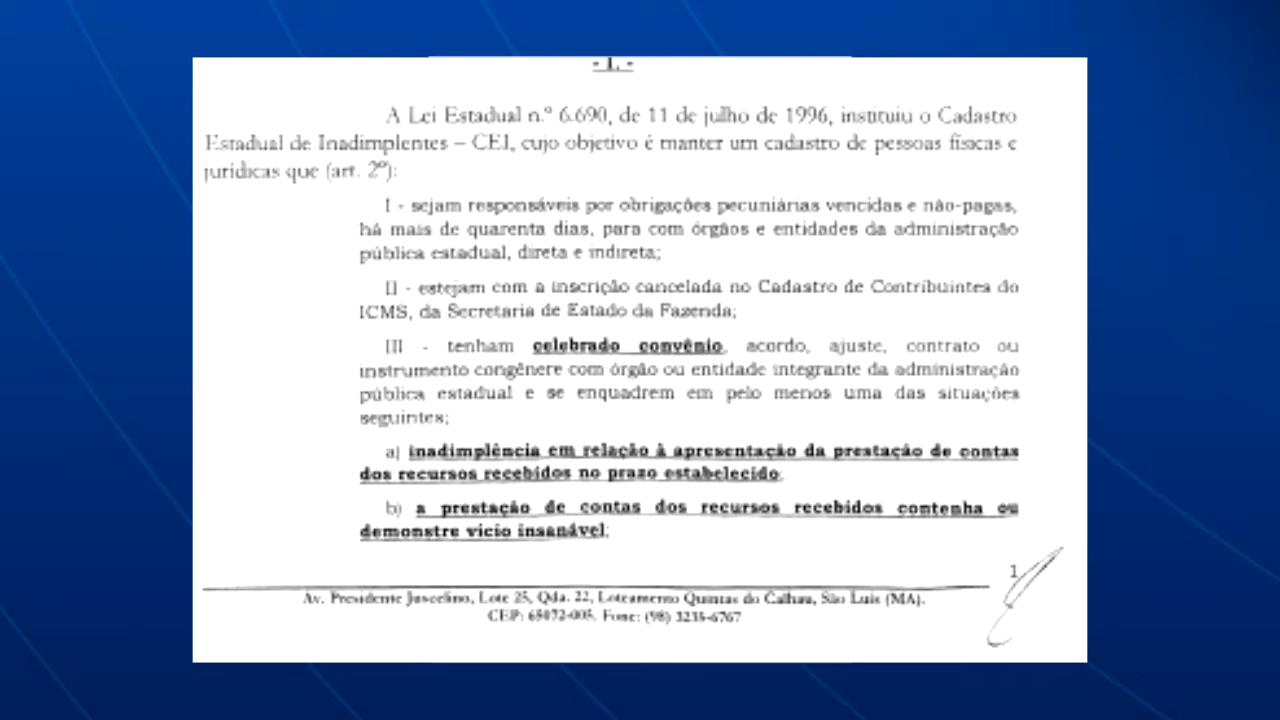 - I. -
A Lei Estadual n.º 6.690, de 11 de julho de 1996, instituiu o Cadastro
Estadual de Inadimplentes – CEI, cujo objetivo é manter um cadastro de pessoas físicas e
jurídicas que (art. 2º):
I - sejam responsáveis por obrigações pecuniárias vencidas e não-pagas,
há mais de quarenta dias, para com órgãos e entidades da administração
pública estadual, direta e indireta;
II - estejam com a inscrição cancelada no Cadastro de Contribuintes do
ICMS, da Secretaria de Estado da Fazenda;
III - tenham celebrado convênio, acordo, ajuste, contrato ou
instrumento congênere com órgão ou entidade integrante da administração
pública estadual e se enquadrem em pelo menos uma das situações
seguintes;
a) inadimplência em relação à apresentação da prestação de contas
dos recursos recebidos no prazo estabelecido;
b) a prestação de contas dos recursos recebidos contenha ou
demonstre vício insanável;
1
Av. Presidente Juscelino, Lote 25, Qda. 22, Loteamento Quintas do Calhau, São Luís (MA).
CEP: 65072-005. Fone: (98) 3235-6767